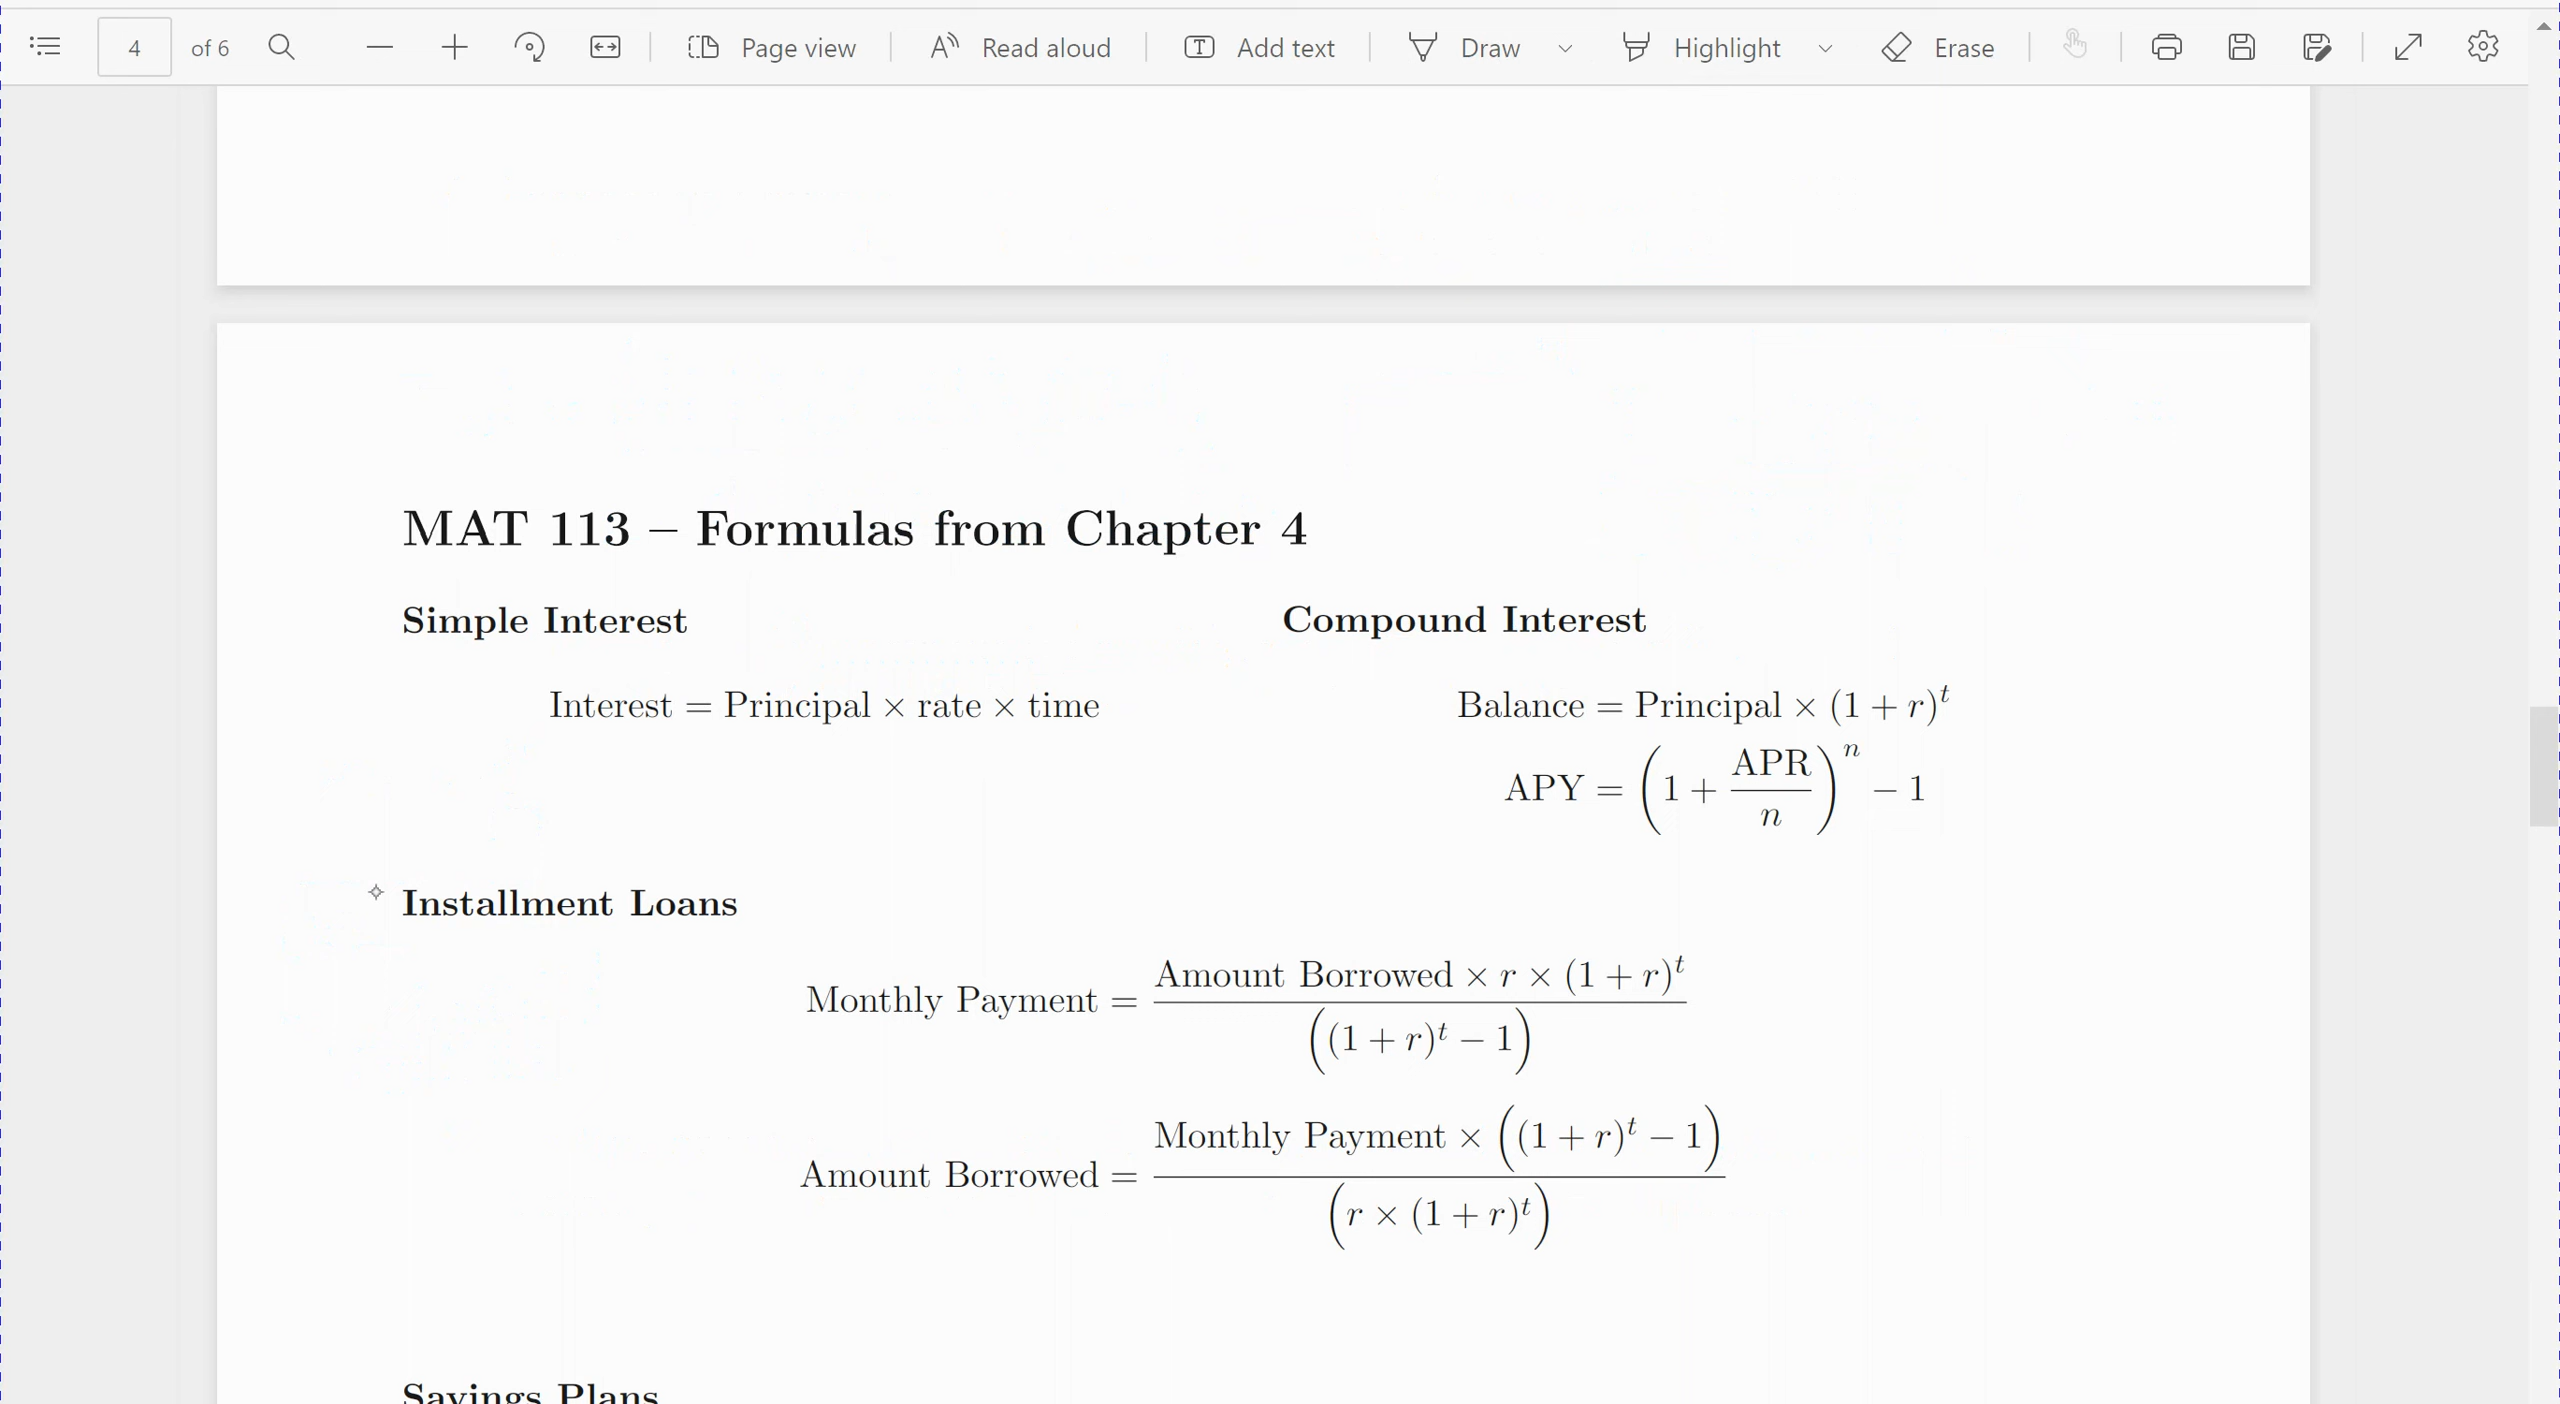 4 of 6 Page view Read aloud Add text Draw Highlight Erase
MAT 113 – Formulas from Chapter 4
Simple Interest
Interest = Principal × rate × time
Compound Interest
Balance = Principal × (1 + r)^t
APY = (1 + APR/n)^n − 1
Installment Loans
Monthly Payment = Amount Borrowed × r × (1 + r)^t / ((1 + r)^t − 1)
Amount Borrowed = Monthly Payment × ((1 + r)^t − 1) / (r × (1 + r)^t)
Savings Plans